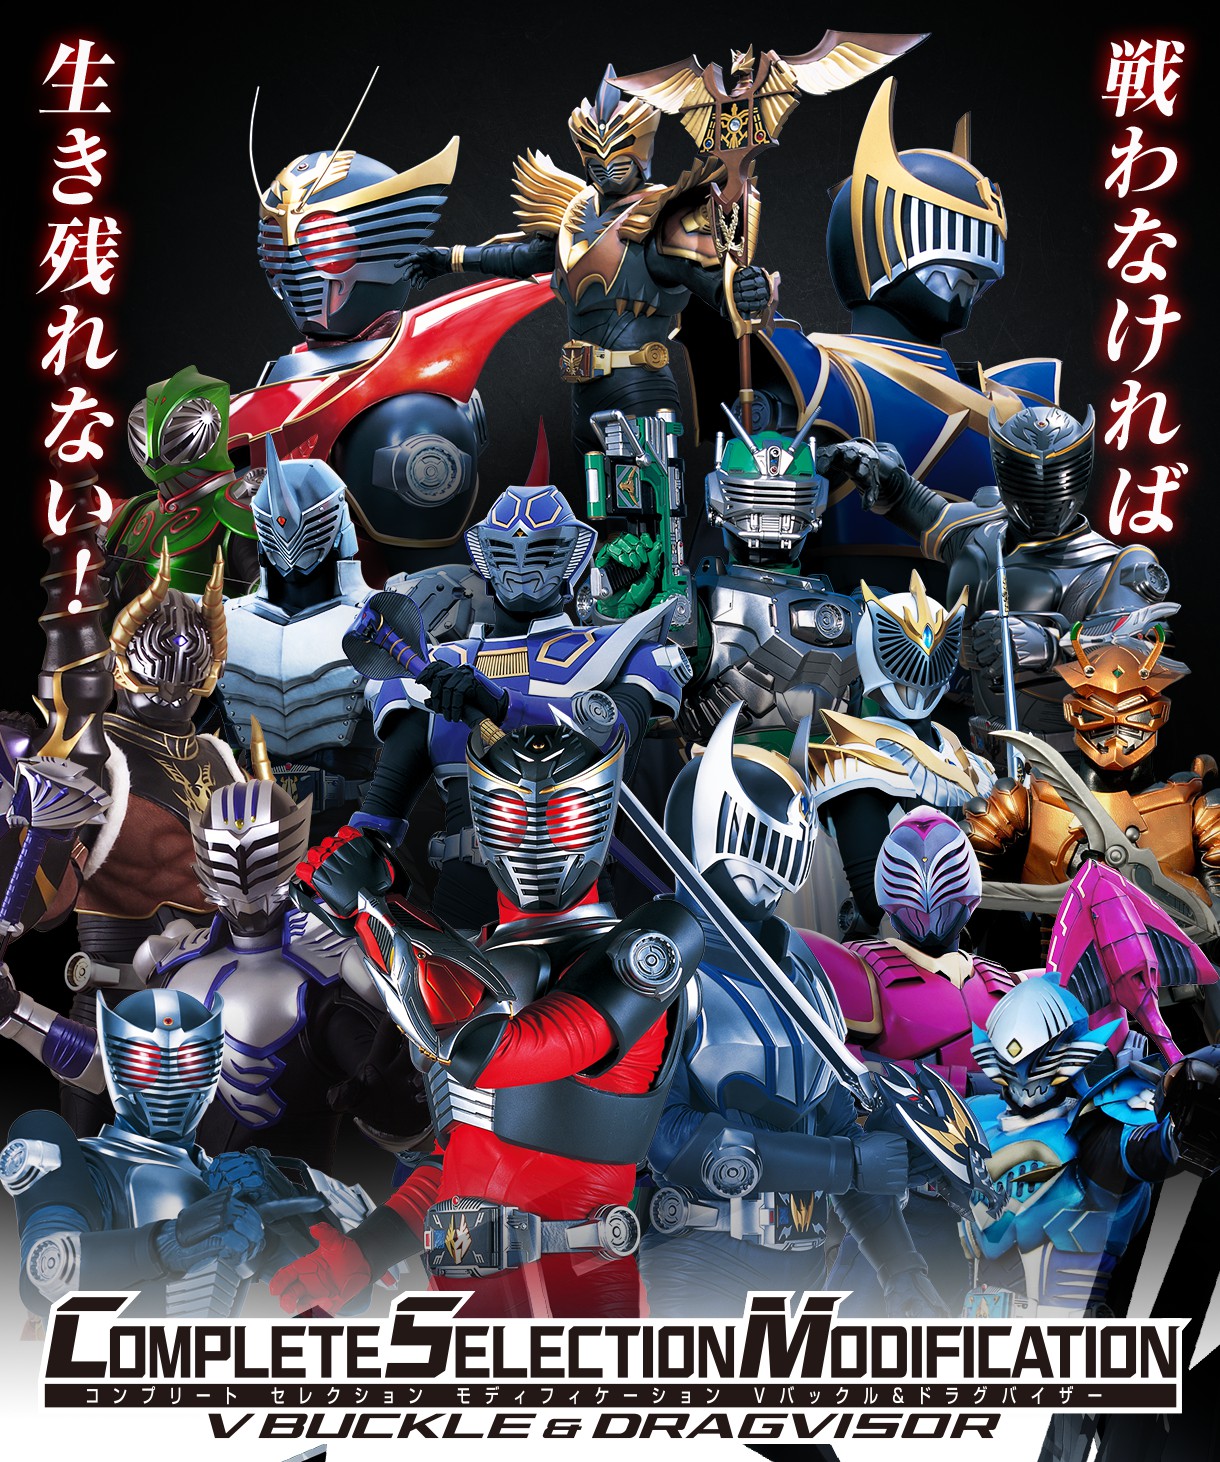 戦わなければ
生き残れない!
COMPLETE SELECTION MODIFICATION
コンプリート セレクション モディフィケーション Vバックル&ドラグバイザー
V BUCKLE & DRAGVISOR